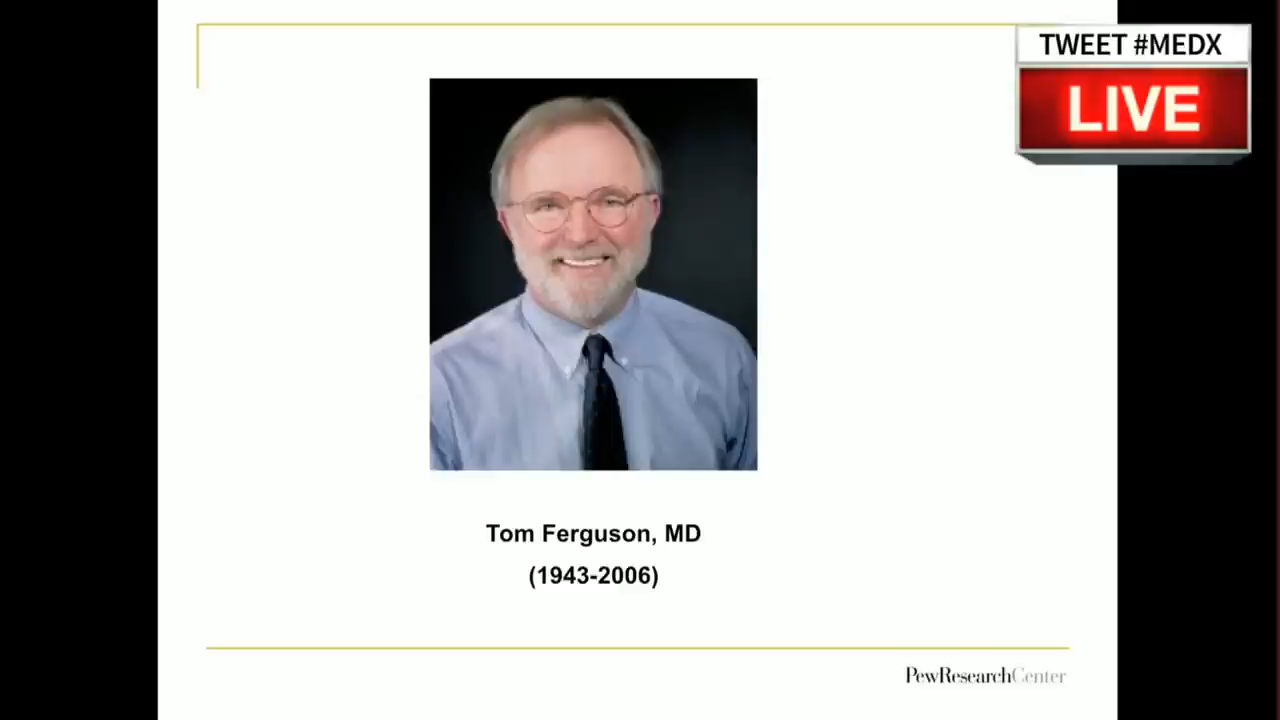 TWEET #MEDX
LIVE
Tom Ferguson, MD
(1943-2006)
PewResearchCenter